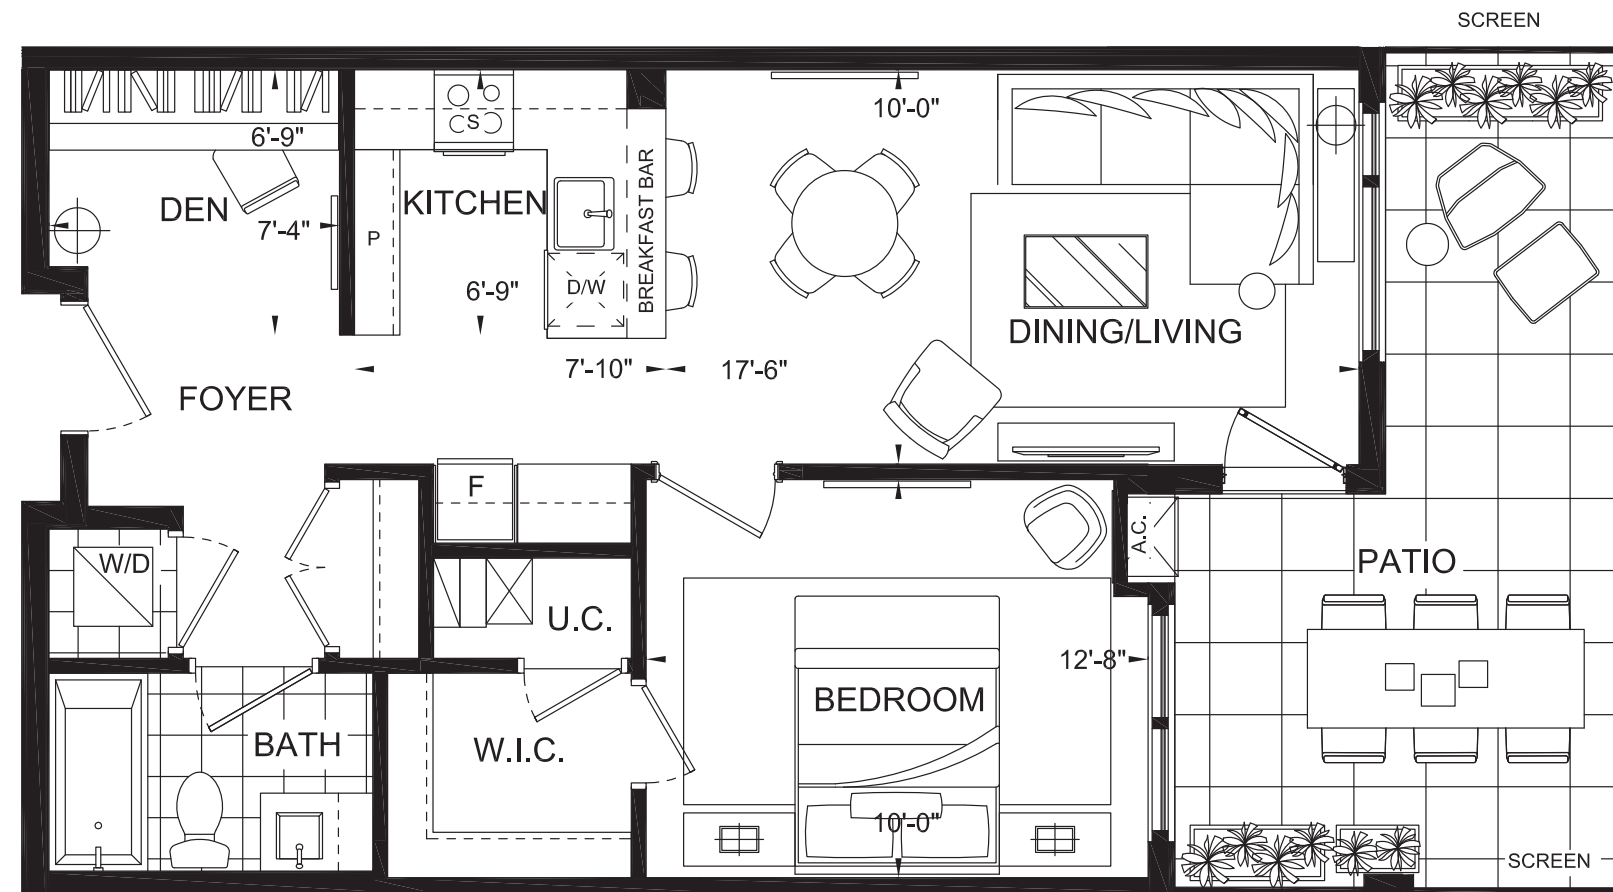 SCREEN
10'-0"
S
6'-9"
DEN
7'-4"
P
KITCHEN
BREAKFAST BAR
6'-9"
D/W
DINING/LIVING
7'-10"
17'-6"
FOYER
F
W/D
A.C.
PATIO
U.C.
12'-8"
BEDROOM
BATH
W.I.C.
10'-0"
SCREEN